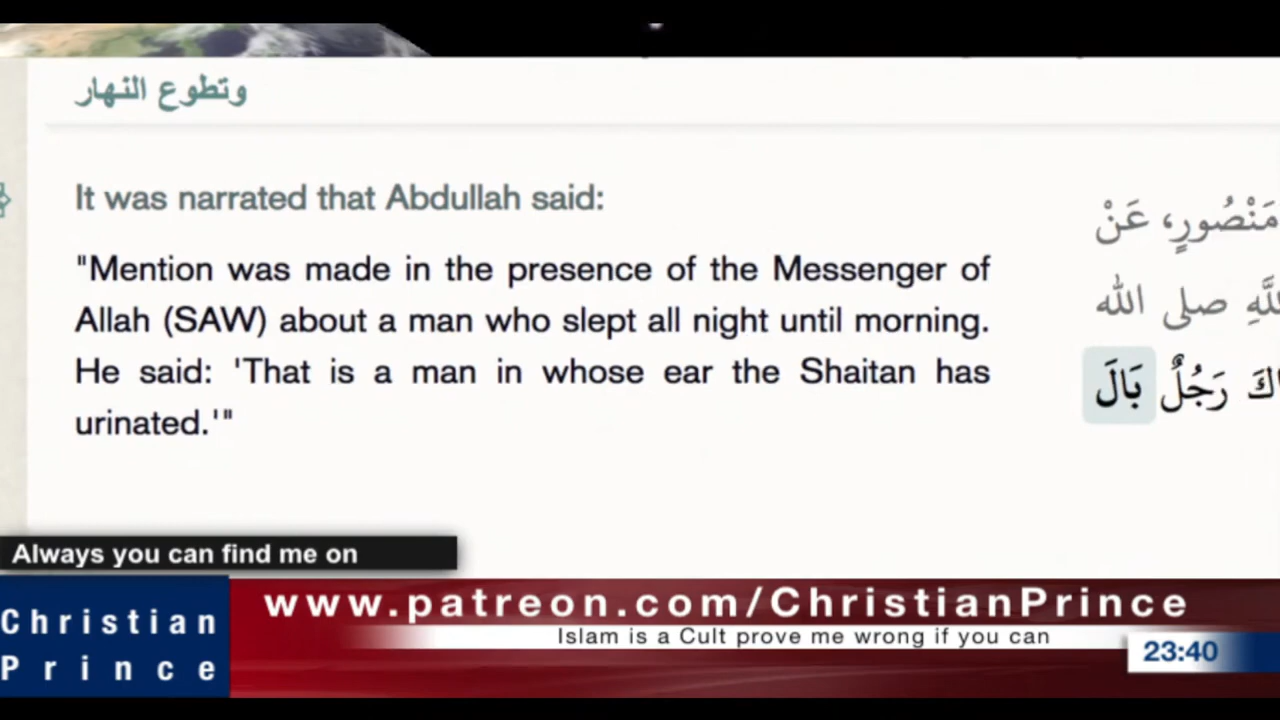 وتطوع النهار
It was narrated that Abdullah said:
"Mention was made in the presence of the Messenger of
Allah (SAW) about a man who slept all night until morning.
He said: 'That is a man in whose ear the Shaitan has
urinated.'"
مَنْصُورٍ، عَنْ
صلى الله
رَجُلٌ بَالَ
Always you can find me on
Christian
Prince
www.patreon.com/ChristianPrince
Islam is a Cult prove me wrong if you can
23:40